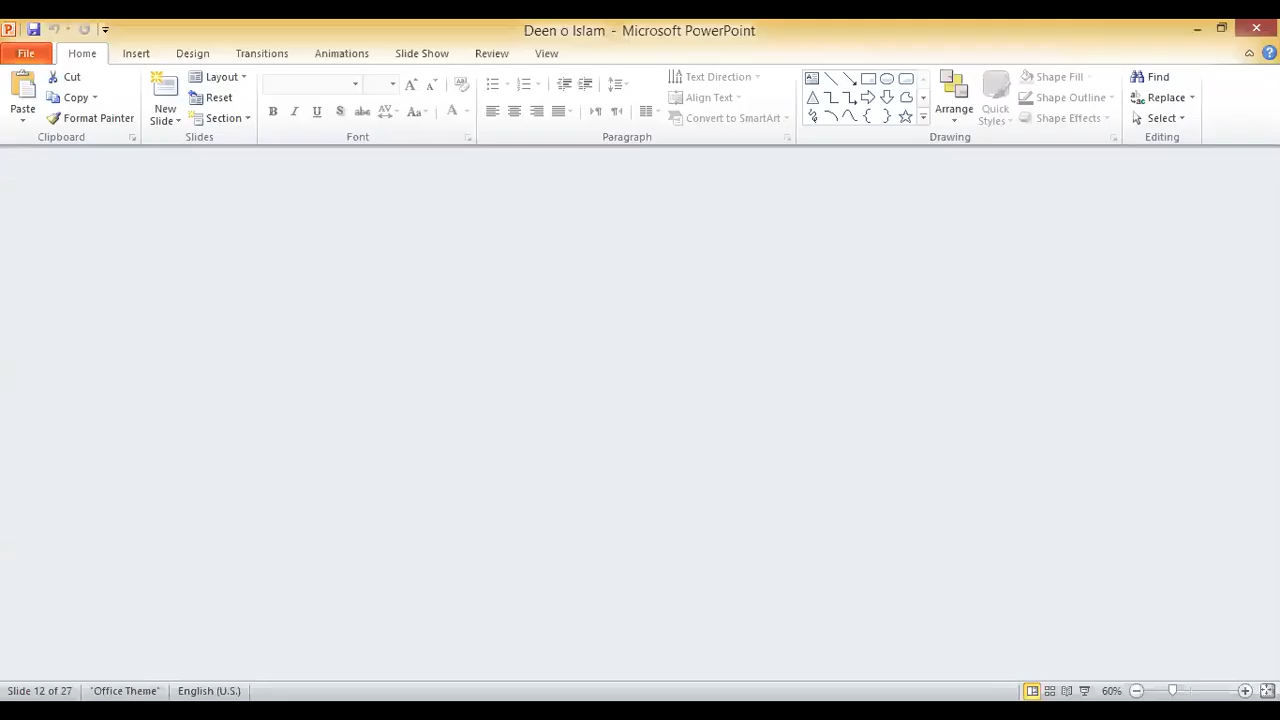 Deen o Islam - Microsoft PowerPoint
File Home Insert Design Transitions Animations Slide Show Review View
Paste
Cut
Copy
Format Painter
Clipboard
New Slide
Layout
Reset
Section
Slides
Font
Text Direction
Align Text
Convert to SmartArt
Paragraph
Arrange
Quick Styles
Shape Fill
Shape Outline
Shape Effects
Drawing
Find
Replace
Select
Editing
Slide 12 of 27 "Office Theme" English (U.S.) 60%